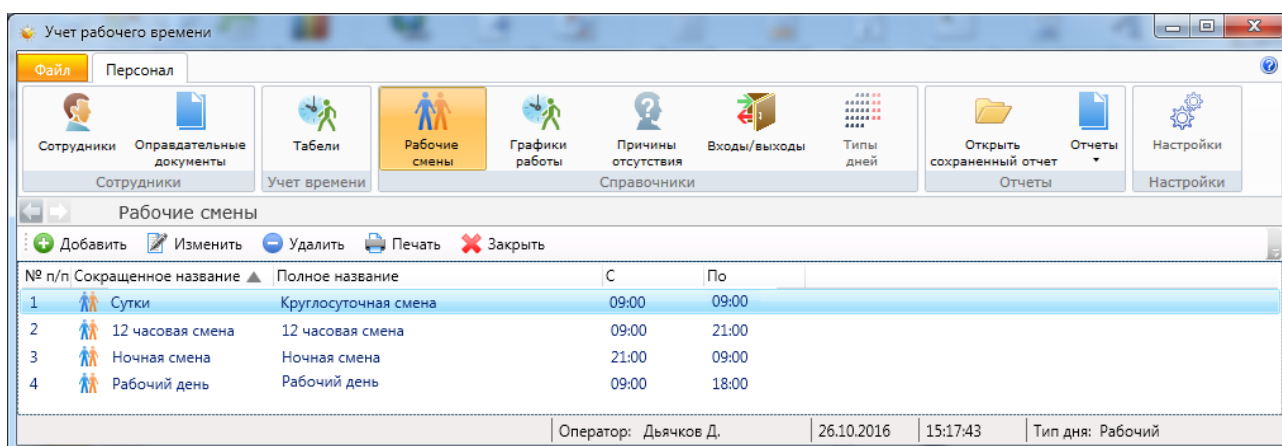 Учет рабочего времени
Файл Персонал
Сотрудники Оправдательные документы Табели Рабочие смены Графики работы Причины отсутствия Входы/выходы Типы дней Открыть сохраненный отчет Отчеты Настройки
Сотрудники Учет времени Справочники Отчеты Настройки
Рабочие смены
Добавить Изменить Удалить Печать Закрыть
№ п/п Сокращенное название Полное название С По
1 Сутки Круглосуточная смена 09:00 09:00
2 12 часовая смена 12 часовая смена 09:00 21:00
3 Ночная смена Ночная смена 21:00 09:00
4 Рабочий день Рабочий день 09:00 18:00
Оператор: Дьячков Д. 26.10.2016 15:17:43 Тип дня: Рабочий